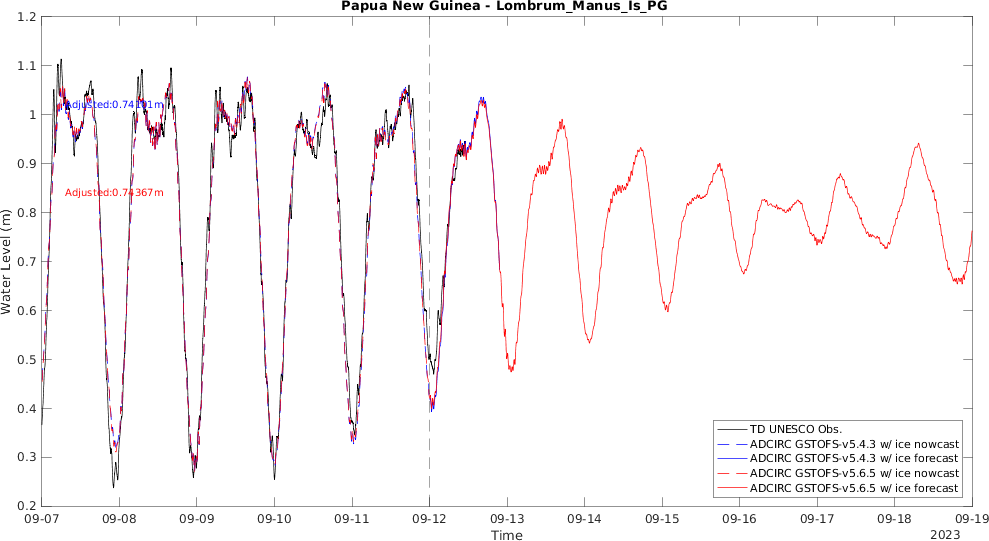 Papua New Guinea - Lombrum_Manus_Is_PG
1.2
1.1
1
0.9
0.8
0.7
0.6
0.5
0.4
0.3
0.2
Water Level (m)
Adjusted:0.74191m
Adjusted:0.74367m
TD UNESCO Obs.
ADCIRC GSTOFS-v5.4.3 w/ ice nowcast
ADCIRC GSTOFS-v5.4.3 w/ ice forecast
ADCIRC GSTOFS-v5.6.5 w/ ice nowcast
ADCIRC GSTOFS-v5.6.5 w/ ice forecast
09-07 09-08 09-09 09-10 09-11 09-12 09-13 09-14 09-15 09-16 09-17 09-18 09-19
Time
2023